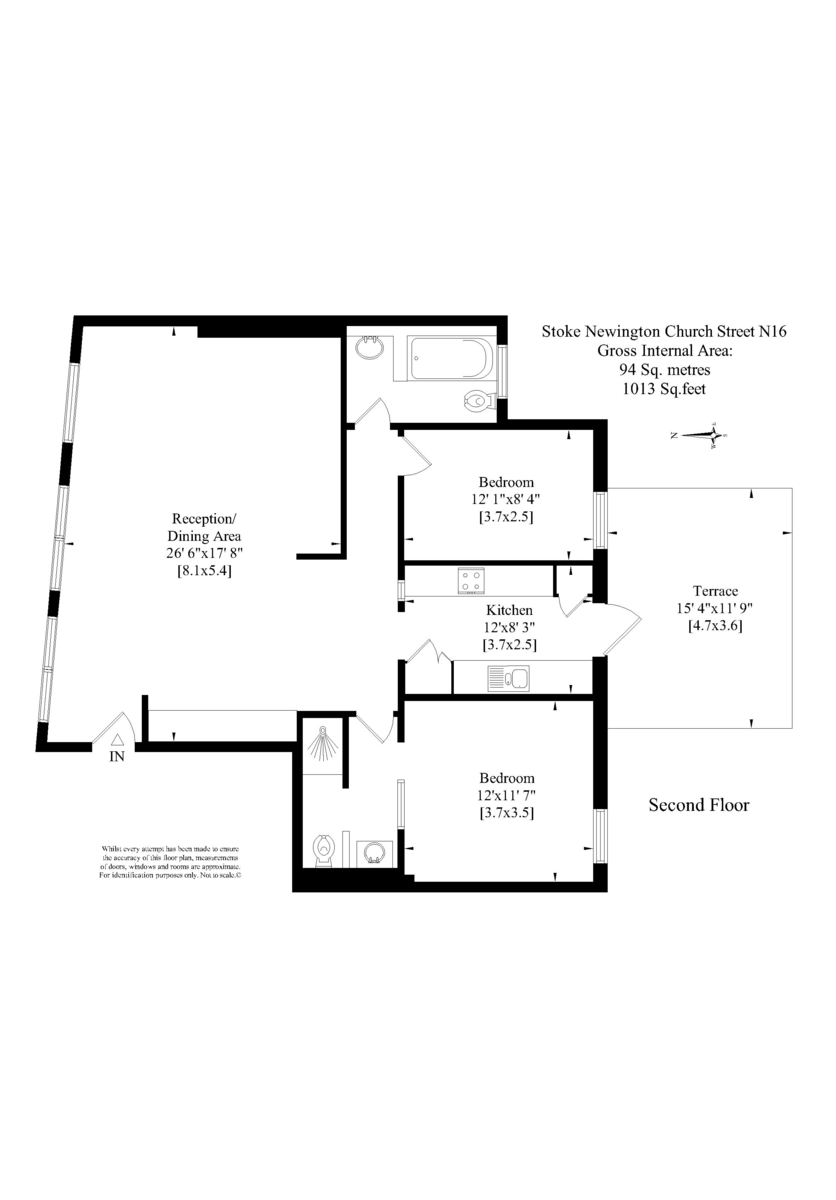 Stoke Newington Church Street N16
Gross Internal Area:
94 Sq. metres
1013 Sq.feet
N
S
Bedroom
12' 1"x8' 4"
[3.7x2.5]
Reception/
Dining Area
26' 6"x17' 8"
[8.1x5.4]
Kitchen
12'x8' 3"
[3.7x2.5]
Terrace
15' 4"x11' 9"
[4.7x3.6]
IN
Bedroom
12'x11' 7"
[3.7x3.5]
Second Floor
Whilst every attempt has been made to ensure
the accuracy of this floor plan, measurements
of doors, windows and rooms are approximate.
For identification purposes only. Not to scale.©